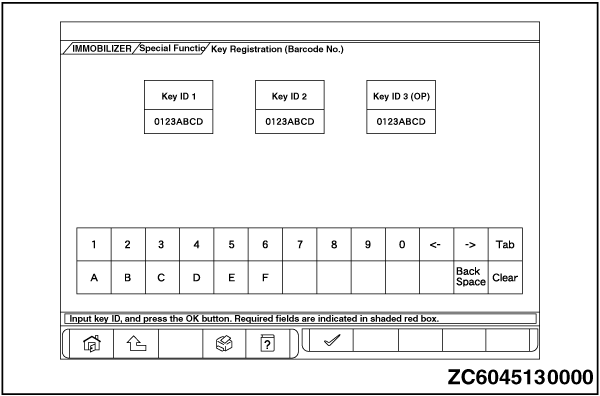 IMMOBILIZER Special Functio Key Registration (Barcode No.)
Key ID 1 Key ID 2 Key ID 3 (OP)
0123ABCD 0123ABCD 0123ABCD
1 2 3 4 5 6 7 8 9 0 <- -> Tab
A B C D E F Back Space Clear
Input key ID, and press the OK button. Required fields are indicated in shaded red box.
?
ZC6045130000